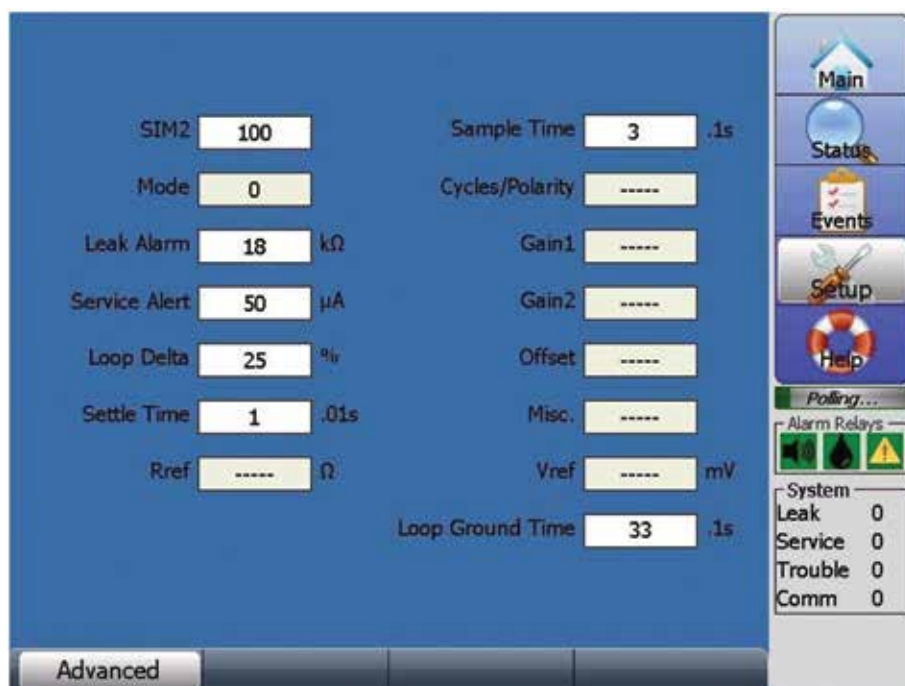 SIM2 100
Mode 0
Leak Alarm 18 kΩ
Service Alert 50 µA
Loop Delta 25 %
Settle Time 1 .01s
Rref ----- Ω
Sample Time 3 .1s
Cycles/Polarity -----
Gain1 -----
Gain2 -----
Offset -----
Misc. -----
Vref ----- mV
Loop Ground Time 33 .1s
Main
Status
Events
Setup
Help
Polling...
Alarm Relays
System
Leak 0
Service 0
Trouble 0
Comm 0
Advanced